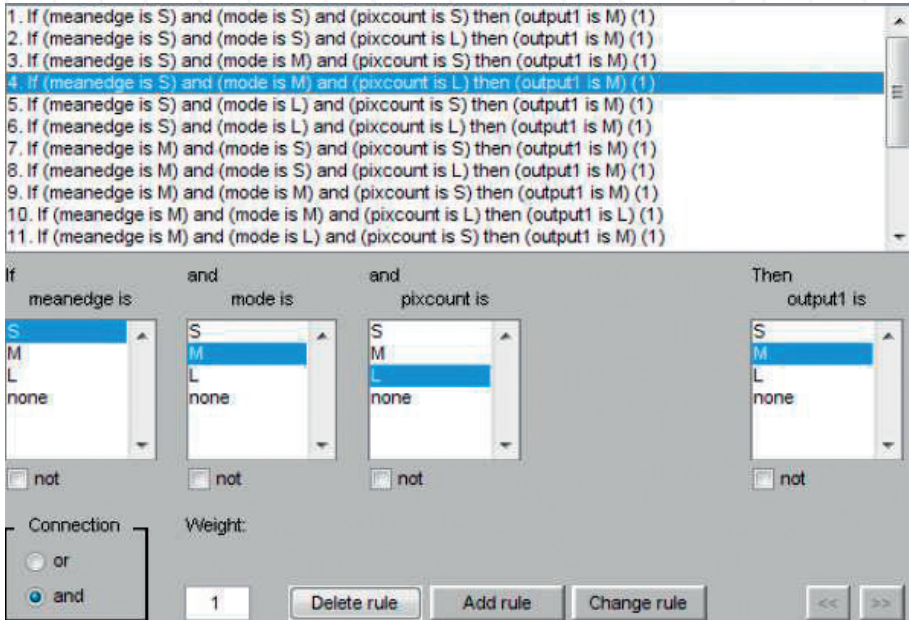 1. If (meanedge is S) and (mode is S) and (pixcount is S) then (output1 is M) (1)
2. If (meanedge is S) and (mode is S) and (pixcount is L) then (output1 is M) (1)
3. If (meanedge is S) and (mode is M) and (pixcount is S) then (output1 is M) (1)
4. If (meanedge is S) and (mode is M) and (pixcount is L) then (output1 is M) (1)
5. If (meanedge is S) and (mode is L) and (pixcount is S) then (output1 is M) (1)
6. If (meanedge is S) and (mode is L) and (pixcount is L) then (output1 is M) (1)
7. If (meanedge is M) and (mode is S) and (pixcount is S) then (output1 is M) (1)
8. If (meanedge is M) and (mode is S) and (pixcount is L) then (output1 is M) (1)
9. If (meanedge is M) and (mode is M) and (pixcount is S) then (output1 is M) (1)
10. If (meanedge is M) and (mode is M) and (pixcount is L) then (output1 is L) (1)
11. If (meanedge is M) and (mode is L) and (pixcount is S) then (output1 is M) (1)
If and and Then
meanedge is mode is pixcount is output1 is
S S S S
M M M M
L L L L
none none none none
not not not not
Connection Weight:
or
and 1 Delete rule Add rule Change rule << >>